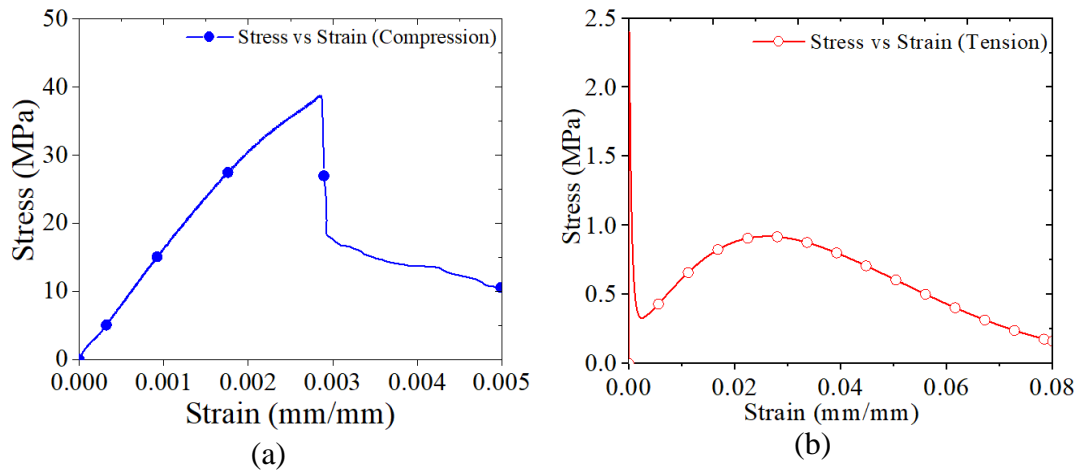 50
40
30
20
10
0
Stress (MPa)
Stress vs Strain (Compression)
0.000 0.001 0.002 0.003 0.004 0.005
Strain (mm/mm)
(a)
2.5
2.0
1.5
1.0
0.5
0.0
Stress (MPa)
Stress vs Strain (Tension)
0.00 0.02 0.04 0.06 0.08
Strain (mm/mm)
(b)